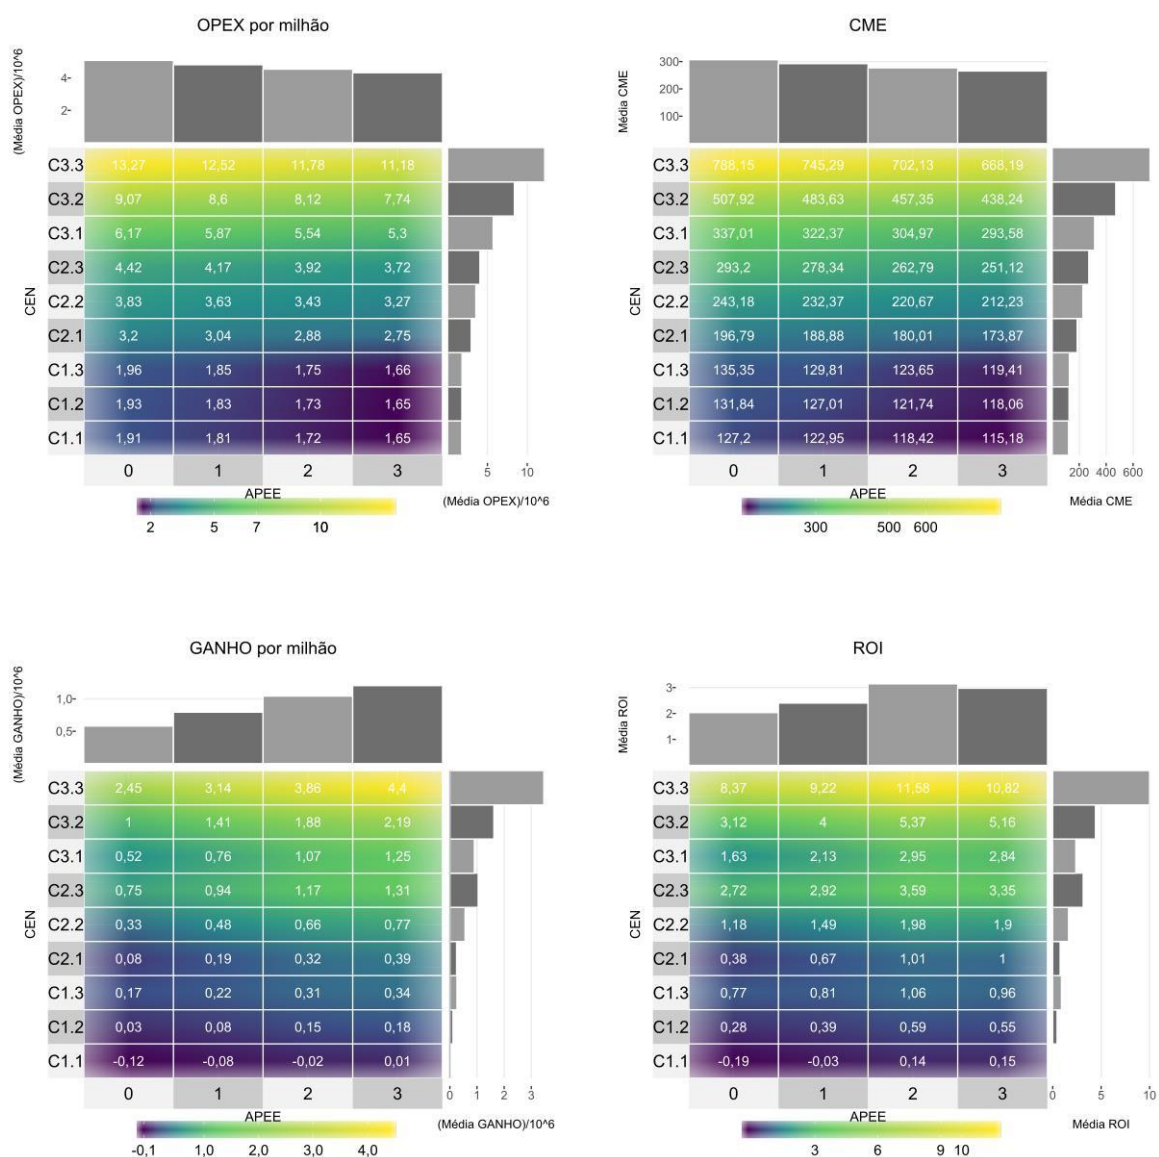 OPEX por milhão
(Média OPEX)/10^6
4-
2-
C3.3 13,27 12,52 11,78 11,18
C3.2 9,07 8,6 8,12 7,74
C3.1 6,17 5,87 5,54 5,3
C2.3 4,42 4,17 3,92 3,72
C2.2 3,83 3,63 3,43 3,27
C2.1 3,2 3,04 2,88 2,75
C1.3 1,96 1,85 1,75 1,66
C1.2 1,93 1,83 1,73 1,65
C1.1 1,91 1,81 1,72 1,65
CEN
0 1 2 3
5 10
APEE
(Média OPEX)/10^6
2 5 7 10
CME
Média CME
300-
200-
100-
C3.3 788,15 745,29 702,13 668,19
C3.2 507,92 483,63 457,35 438,24
C3.1 337,01 322,37 304,97 293,58
C2.3 293,2 278,34 262,79 251,12
C2.2 243,18 232,37 220,67 212,23
C2.1 196,79 188,88 180,01 173,87
C1.3 135,35 129,81 123,65 119,41
C1.2 131,84 127,01 121,74 118,06
C1.1 127,2 122,95 118,42 115,18
CEN
0 1 2 3
200 400 600
APEE
Média CME
300 500 600
GANHO por milhão
(Média GANHO)/10^6
1,0-
0,5-
C3.3 2,45 3,14 3,86 4,4
C3.2 1 1,41 1,88 2,19
C3.1 0,52 0,76 1,07 1,25
C2.3 0,75 0,94 1,17 1,31
C2.2 0,33 0,48 0,66 0,77
C2.1 0,08 0,19 0,32 0,39
C1.3 0,17 0,22 0,31 0,34
C1.2 0,03 0,08 0,15 0,18
C1.1 -0,12 -0,08 -0,02 0,01
CEN
0 1 2 3
0 1 2 3
APEE
(Média GANHO)/10^6
-0,1 1,0 2,0 3,0 4,0
ROI
Média ROI
3-
2-
1-
C3.3 8,37 9,22 11,58 10,82
C3.2 3,12 4 5,37 5,16
C3.1 1,63 2,13 2,95 2,84
C2.3 2,72 2,92 3,59 3,35
C2.2 1,18 1,49 1,98 1,9
C2.1 0,38 0,67 1,01 1
C1.3 0,77 0,81 1,06 0,96
C1.2 0,28 0,39 0,59 0,55
C1.1 -0,19 -0,03 0,14 0,15
CEN
0 1 2 3
0 5 10
APEE
Média ROI
3 6 9 10